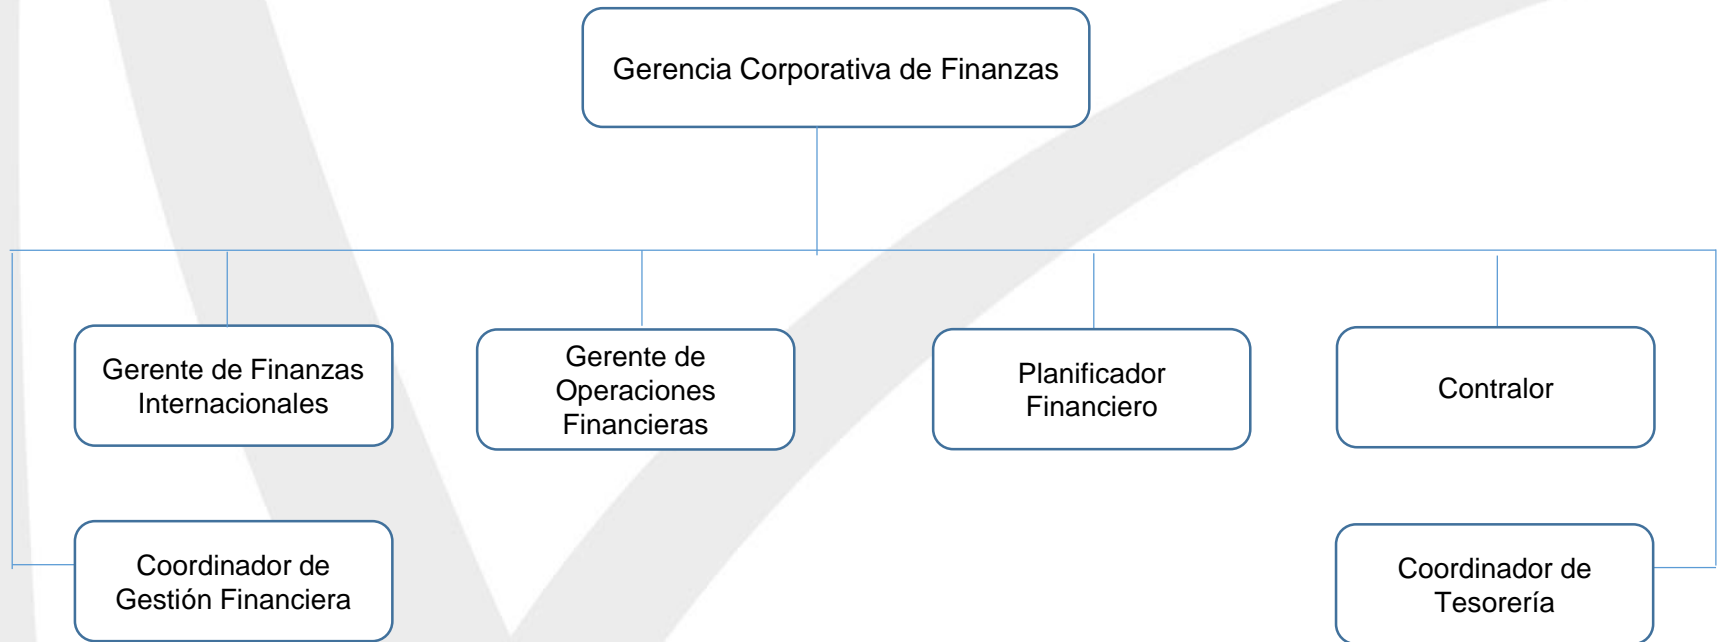 Gerencia Corporativa de Finanzas
Gerente de Finanzas
Internacionales
Gerente de
Operaciones
Financieras
Planificador
Financiero
Contralor
Coordinador de
Gestión Financiera
Coordinador de
Tesorería